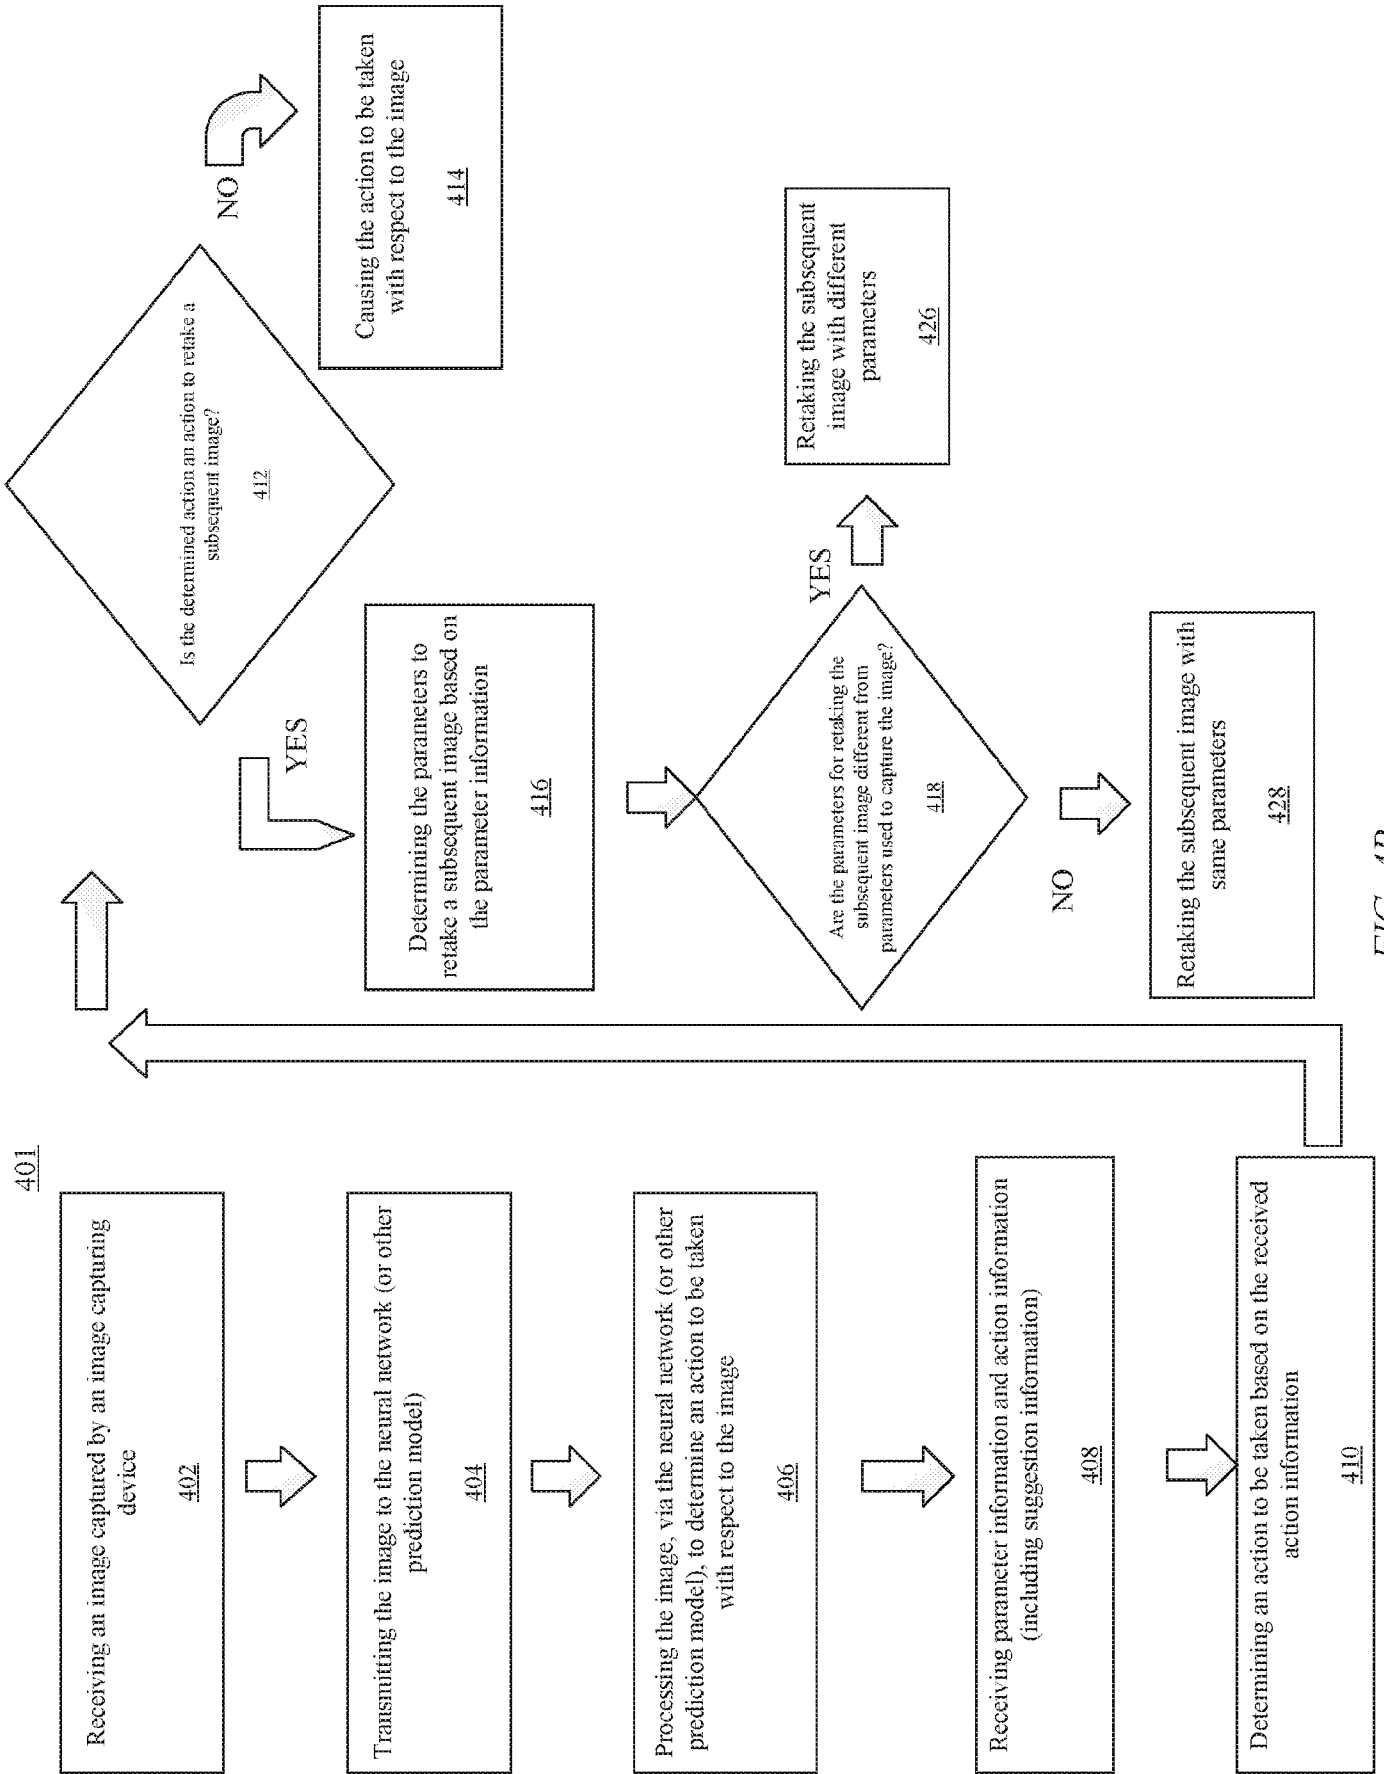 401
Receiving an image captured by an image capturing
device
402
Transmitting the image to the neural network (or other
prediction model)
404
Processing the image, via the neural network (or other
prediction model), to determine an action to be taken
with respect to the image
406
Receiving parameter information and action information
(including suggestion information)
408
Determining an action to be taken based on the received
action information
410
Is the determined action an action to retake a
subsequent image?
412
NO
Causing the action to be taken
with respect to the image
414
YES
Determining the parameters to
retake a subsequent image based on
the parameter information
416
Are the parameters for retaking the
subsequent image different from
parameters used to capture the image?
418
YES
Retaking the subsequent
image with different
parameters
426
NO
Retaking the subsequent image with
same parameters
428
FIG. 4B